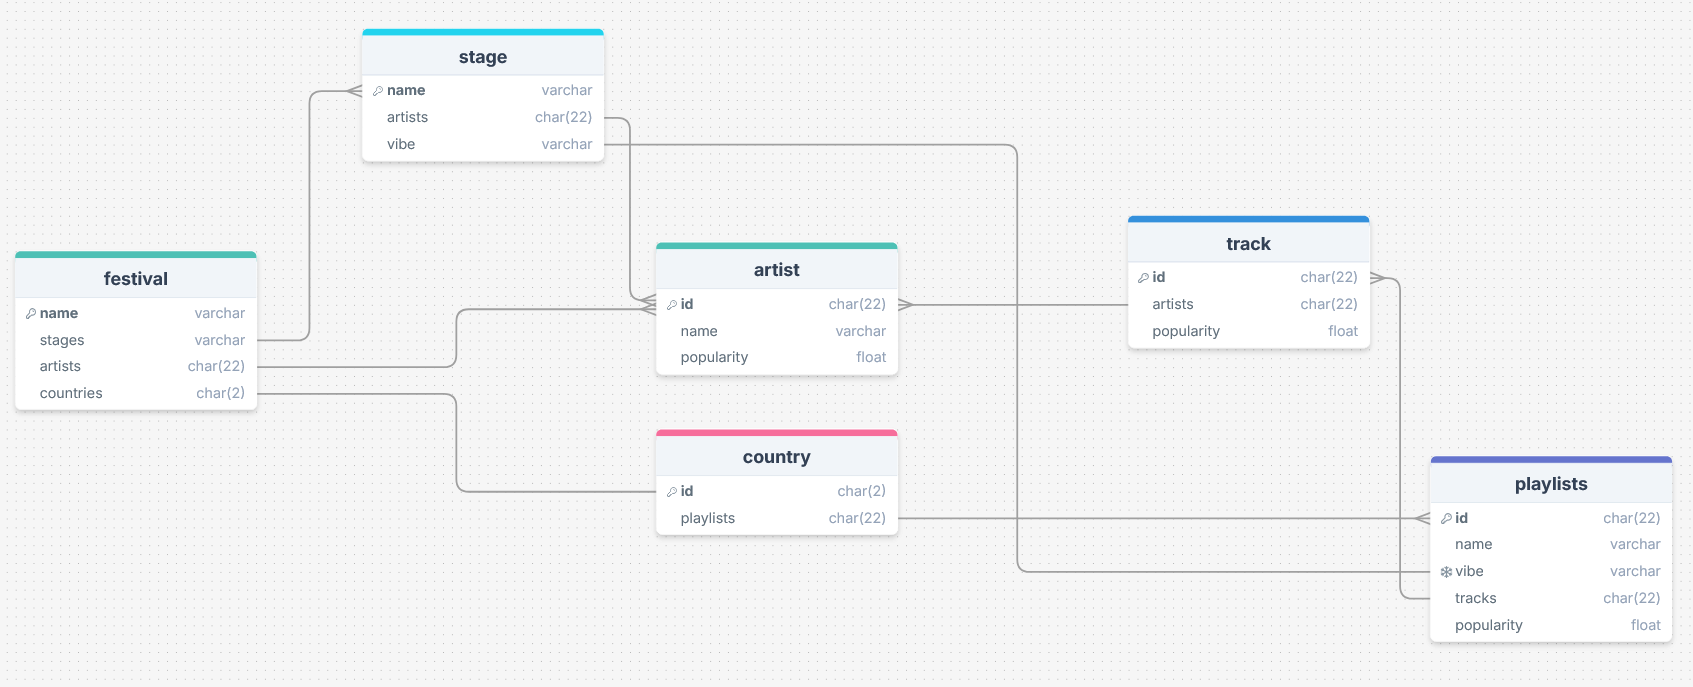 stage
name varchar
artists char(22)
vibe varchar
festival
name varchar
stages varchar
artists char(22)
countries char(2)
artist
id char(22)
name varchar
popularity float
country
id char(2)
playlists char(22)
track
id char(22)
artists char(22)
popularity float
playlists
id char(22)
name varchar
vibe varchar
tracks char(22)
popularity float